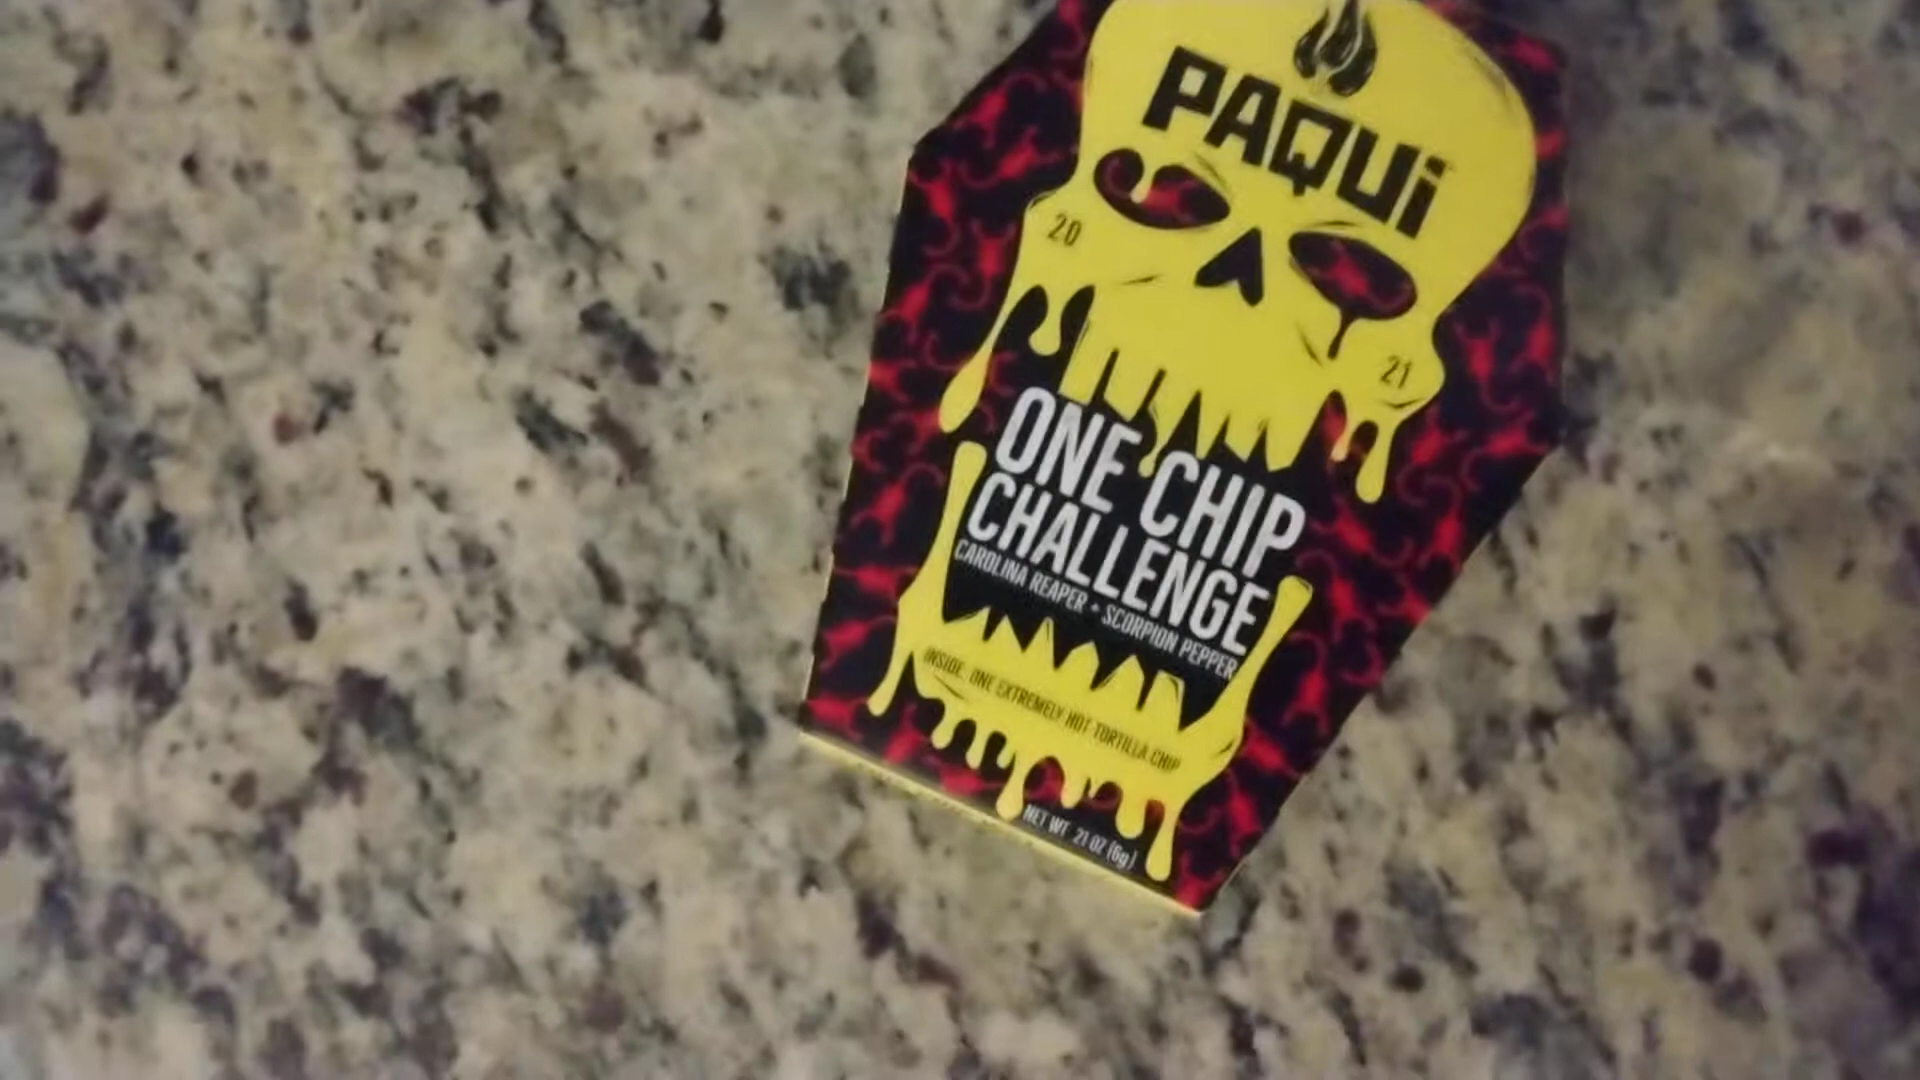 PAQUI
20
21
ONE CHIP
CHALLENGE
CAROLINA REAPER + SCORPION PEPPER
INSIDE, ONE EXTREMELY HOT TORTILLA CHIP
NET WT .21 OZ (6g)